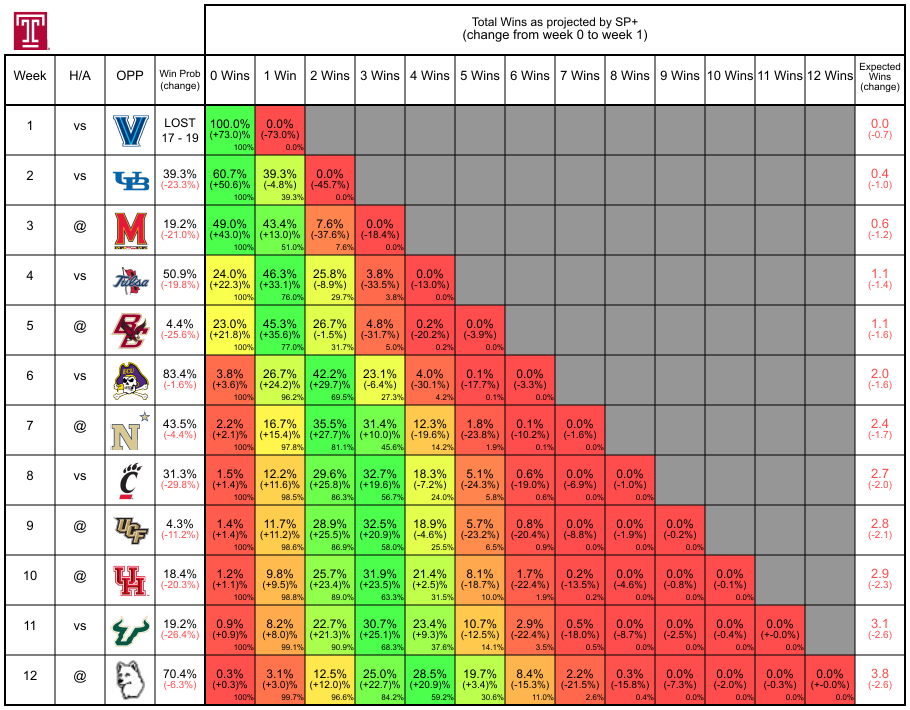 T
Total Wins as projected by SP+
(change from week 0 to week 1)
Week H/A OPP Win Prob (change) 0 Wins 1 Win 2 Wins 3 Wins 4 Wins 5 Wins 6 Wins 7 Wins 8 Wins 9 Wins 10 Wins 11 Wins 12 Wins Expected Wins (change)
1 vs V LOST 100.0% 0.0% 0.0
17 - 19 (+73.0)% (-73.0)% (-0.7)
100% 0.0%
2 vs UB 39.3% 60.7% 39.3% 0.0% 0.4
(-23.3%) (+50.6)% (-4.8)% (-45.7)% (-1.0)
100% 39.3% 0.0%
3 @ M 19.2% 49.0% 43.4% 7.6% 0.0% 0.6
(-21.0%) (+43.0)% (+13.0)% (-37.6)% (-18.4)% (-1.2)
100% 51.0% 7.6% 0.0%
4 vs Tulsa 50.9% 24.0% 46.3% 25.8% 3.8% 0.0% 1.1
(-19.8%) (+22.3)% (+33.1)% (-8.9)% (-33.5)% (-13.0)% (-1.4)
100% 76.0% 29.7% 3.8% 0.0%
5 @ BC 4.4% 23.0% 45.3% 26.7% 4.8% 0.2% 0.0% 1.1
(-25.6%) (+21.8)% (+35.6)% (-1.5)% (-31.7)% (-20.2)% (-3.9)% (-1.6)
100% 77.0% 31.7% 5.0% 0.2% 0.0%
6 vs ECU 83.4% 3.8% 26.7% 42.2% 23.1% 4.0% 0.1% 0.0% 2.0
(-1.6%) (+3.6)% (+24.2)% (+29.7)% (-6.4)% (-30.1)% (-17.7)% (-3.3)% (-1.6)
100% 96.2% 69.5% 27.3% 4.2% 0.1% 0.0%
7 @ N 43.5% 2.2% 16.7% 35.5% 31.4% 12.3% 1.8% 0.1% 0.0% 2.4
(-4.4%) (+2.1)% (+15.4)% (+27.7)% (+10.0)% (-19.6)% (-23.8)% (-10.2)% (-1.6)% (-1.7)
100% 97.8% 81.1% 45.6% 14.2% 1.9% 0.1% 0.0%
8 vs C 31.3% 1.5% 12.2% 29.6% 32.7% 18.3% 5.1% 0.6% 0.0% 0.0% 2.7
(-29.8%) (+1.4)% (+11.6)% (+25.8)% (+19.6)% (-7.2)% (-24.3)% (-19.0)% (-6.9)% (-1.0)% (-2.0)
100% 98.5% 86.3% 56.7% 24.0% 5.8% 0.6% 0.0% 0.0%
9 @ UCF 4.3% 1.4% 11.7% 28.9% 32.5% 18.9% 5.7% 0.8% 0.0% 0.0% 0.0% 2.8
(-11.2%) (+1.4)% (+11.2)% (+25.5)% (+20.9)% (-4.6)% (-23.2)% (-20.4)% (-8.8)% (-1.9)% (-0.2)% (-2.1)
100% 98.6% 86.9% 58.0% 25.5% 6.5% 0.9% 0.0% 0.0% 0.0%
10 @ UH 18.4% 1.2% 9.8% 25.7% 31.9% 21.4% 8.1% 1.7% 0.2% 0.0% 0.0% 0.0% 2.9
(-20.3%) (+1.1)% (+9.5)% (+23.4)% (+23.5)% (+2.5)% (-18.7)% (-22.4)% (-13.5)% (-4.6)% (-0.8)% (-0.1)% (-2.3)
100% 98.8% 89.0% 63.3% 31.5% 10.0% 1.9% 0.2% 0.0% 0.0% 0.0%
11 vs 19.2% 0.9% 8.2% 22.7% 30.7% 23.4% 10.7% 2.9% 0.5% 0.0% 0.0% 0.0% 0.0% 3.1
(-26.4%) (+0.9)% (+8.0)% (+21.3)% (+25.1)% (+9.3)% (-12.5)% (-22.4)% (-18.0)% (-8.7)% (-2.5)% (-0.4)% (+-0.0)% (-2.6)
100% 99.1% 90.9% 68.3% 37.6% 14.1% 3.5% 0.5% 0.0% 0.0% 0.0% 0.0%
12 @ 70.4% 0.3% 3.1% 12.5% 25.0% 28.5% 19.7% 8.4% 2.2% 0.3% 0.0% 0.0% 0.0% 0.0% 3.8
(-6.3%) (+0.3)% (+3.0)% (+12.0)% (+22.7)% (+20.9)% (+3.4)% (-15.3)% (-21.5)% (-15.8)% (-7.3)% (-2.0)% (-0.3)% (+-0.0)% (-2.6)
100% 99.7% 96.6% 84.2% 59.2% 30.6% 11.0% 2.6% 0.4% 0.0% 0.0% 0.0% 0.0%